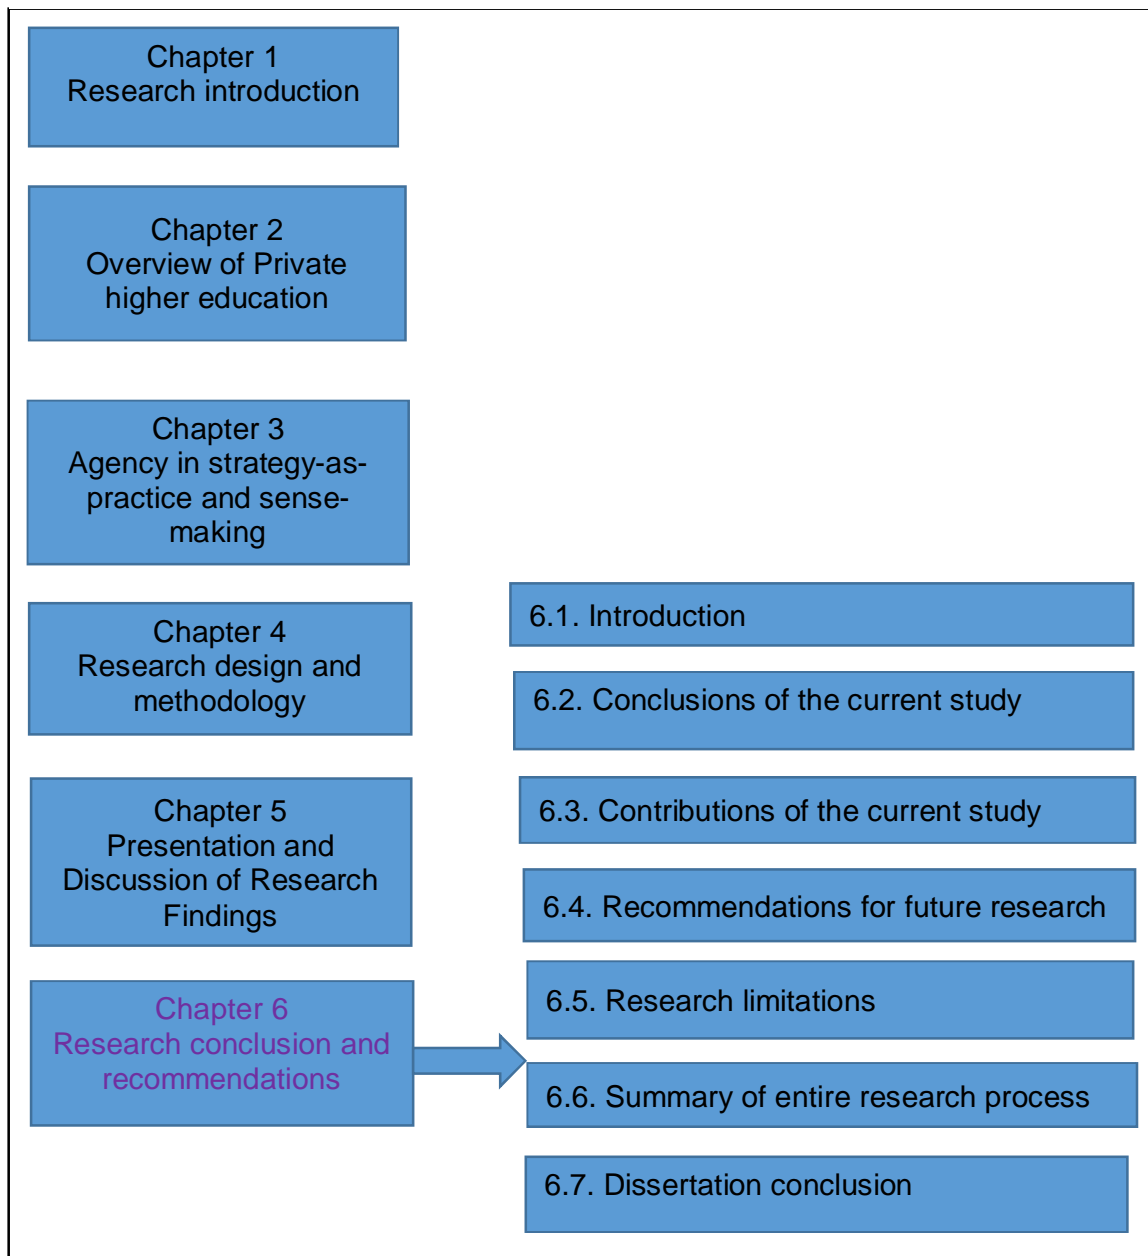 Chapter 1
Research introduction
Chapter 2
Overview of Private
higher education
Chapter 3
Agency in strategy-as-
practice and sense-
making
Chapter 4
Research design and
methodology
Chapter 5
Presentation and
Discussion of Research
Findings
Chapter 6
Research conclusion and
recommendations
6.1. Introduction
6.2. Conclusions of the current study
6.3. Contributions of the current study
6.4. Recommendations for future research
6.5. Research limitations
6.6. Summary of entire research process
6.7. Dissertation conclusion